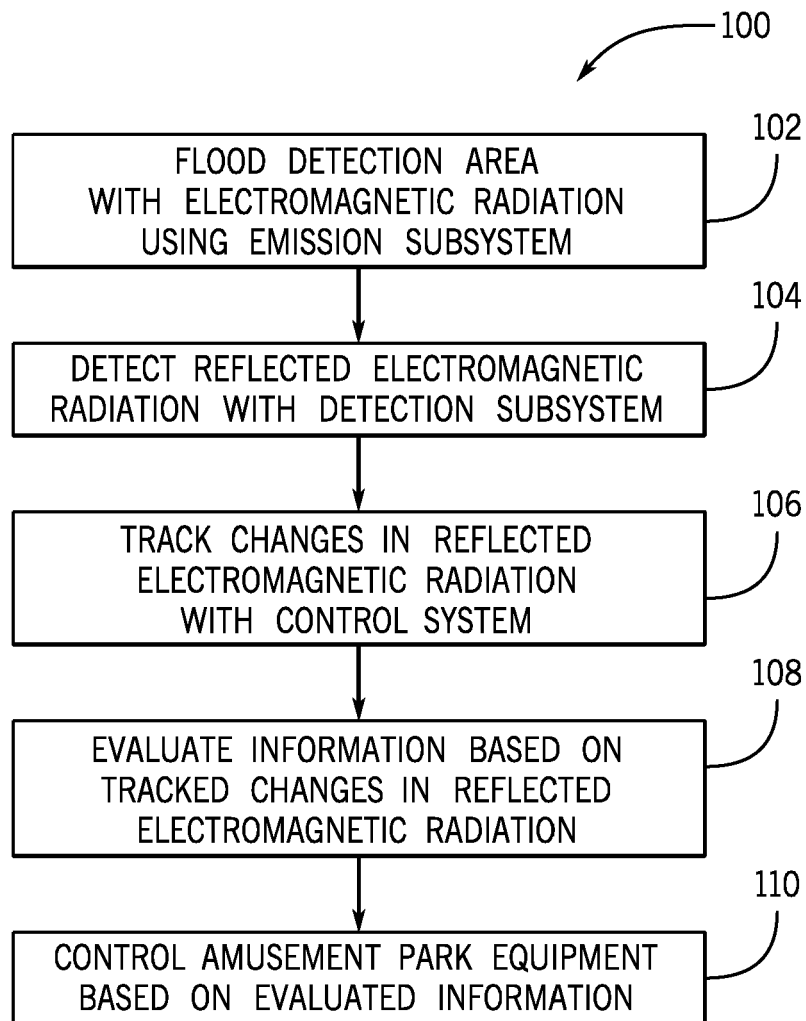 100
102
FLOOD DETECTION AREA
WITH ELECTROMAGNETIC RADIATION
USING EMISSION SUBSYSTEM
104
DETECT REFLECTED ELECTROMAGNETIC
RADIATION WITH DETECTION SUBSYSTEM
106
TRACK CHANGES IN REFLECTED
ELECTROMAGNETIC RADIATION
WITH CONTROL SYSTEM
108
EVALUATE INFORMATION BASED ON
TRACKED CHANGES IN REFLECTED
ELECTROMAGNETIC RADIATION
110
CONTROL AMUSEMENT PARK EQUIPMENT
BASED ON EVALUATED INFORMATION